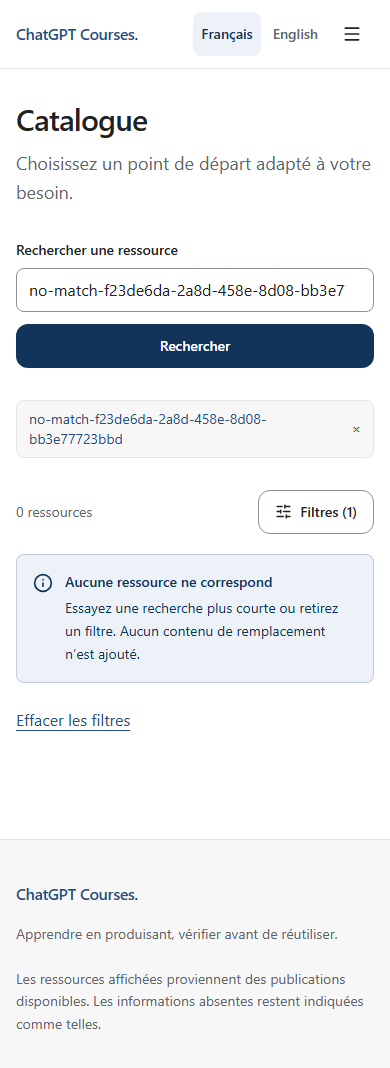 ChatGPT Courses.
Français
English
Catalogue
Choisissez un point de départ adapté à votre
besoin.
Rechercher une ressource
no-match-f23de6da-2a8d-458e-8d08-bb3e7
Rechercher
no-match-f23de6da-2a8d-458e-8d08-
bb3e77723bbd
×
0 ressources
Filtres (1)
Aucune ressource ne correspond
Essayez une recherche plus courte ou retirez
un filtre. Aucun contenu de remplacement
n’est ajouté.
Effacer les filtres
ChatGPT Courses.
Apprendre en produisant, vérifier avant de réutiliser.
Les ressources affichées proviennent des publications
disponibles. Les informations absentes restent indiquées
comme telles.